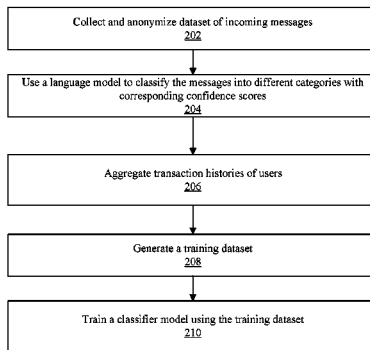 Collect and anonymize dataset of incoming messages
202
Use a language model to classify the messages into different categories with
corresponding confidence scores
204
Aggregate transaction histories of users
206
Generate a training dataset
208
Train a classifier model using the training dataset
210